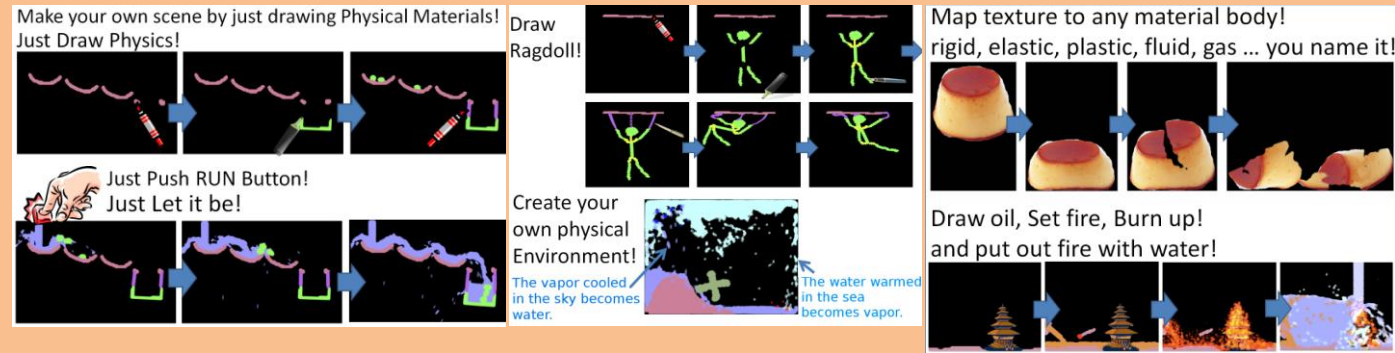 Make your own scene by just drawing Physical Materials!
Just Draw Physics!
Just Push RUN Button!
Just Let it be!
Draw
Ragdoll!
Create your
own physical
Environment!
The vapor cooled
in the sky becomes
water.
The water warmed
in the sea
becomes vapor.
Map texture to any material body!
rigid, elastic, plastic, fluid, gas ... you name it!
Draw oil, Set fire, Burn up!
and put out fire with water!